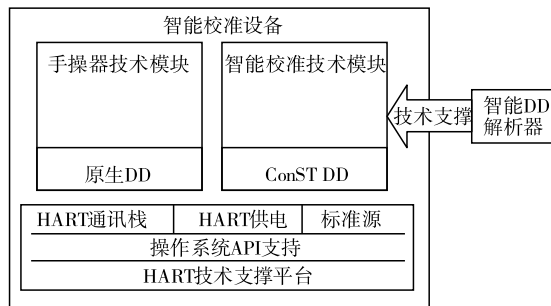 智能校准设备
手操器技术模块
智能校准技术模块
原生DD
ConST DD
技术支撑
智能DD
解析器
HART通讯栈
HART供电
标准源
操作系统API支持
HART技术支撑平台